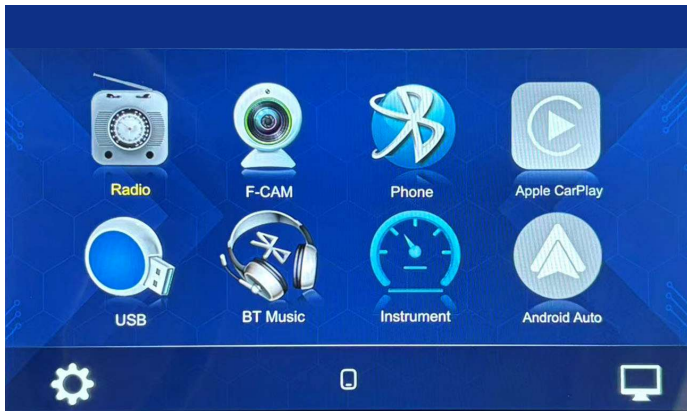 Radio
F-CAM
Phone
Apple CarPlay
USB
BT Music
Instrument
Android Auto